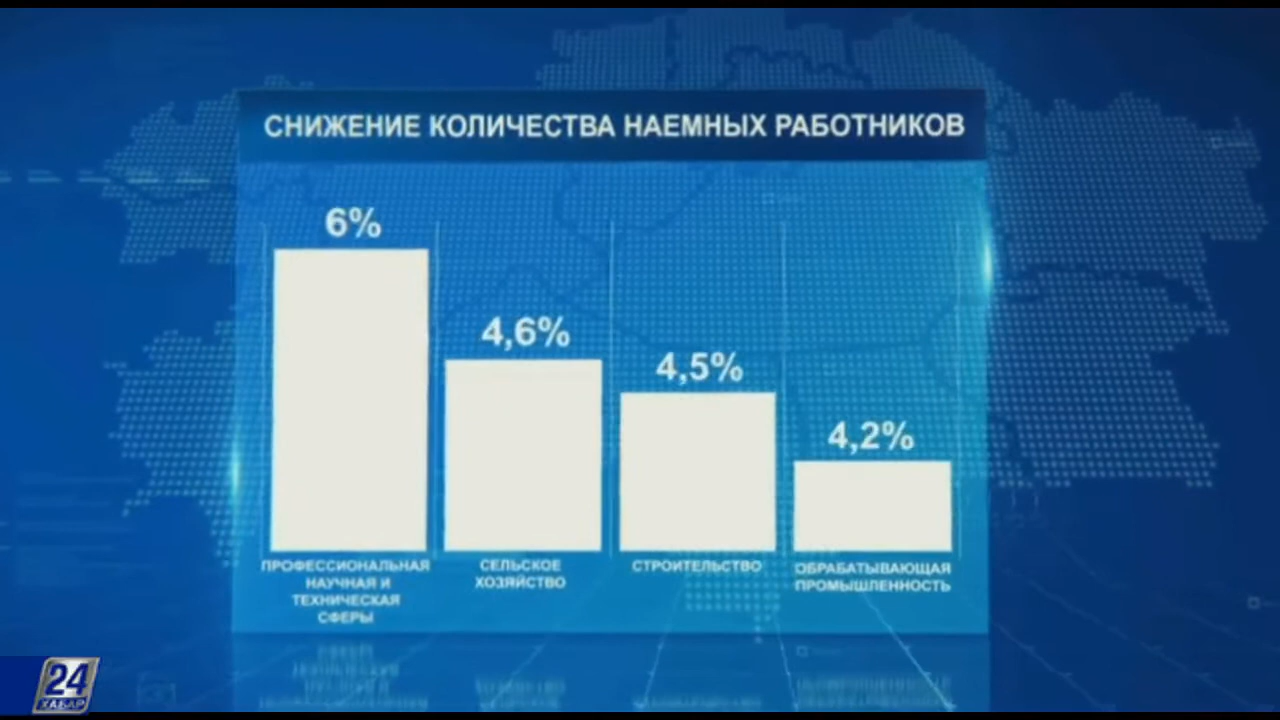 СНИЖЕНИЕ КОЛИЧЕСТВА НАЕМНЫХ РАБОТНИКОВ
6%
4,6%
4,5%
4,2%
ПРОФЕССИОНАЛЬНАЯ
НАУЧНАЯ И
ТЕХНИЧЕСКАЯ
СФЕРЫ
СЕЛЬСКОЕ
ХОЗЯЙСТВО
СТРОИТЕЛЬСТВО
ОБРАБАТЫВАЮЩАЯ
ПРОМЫШЛЕННОСТЬ
24
ХАБАР